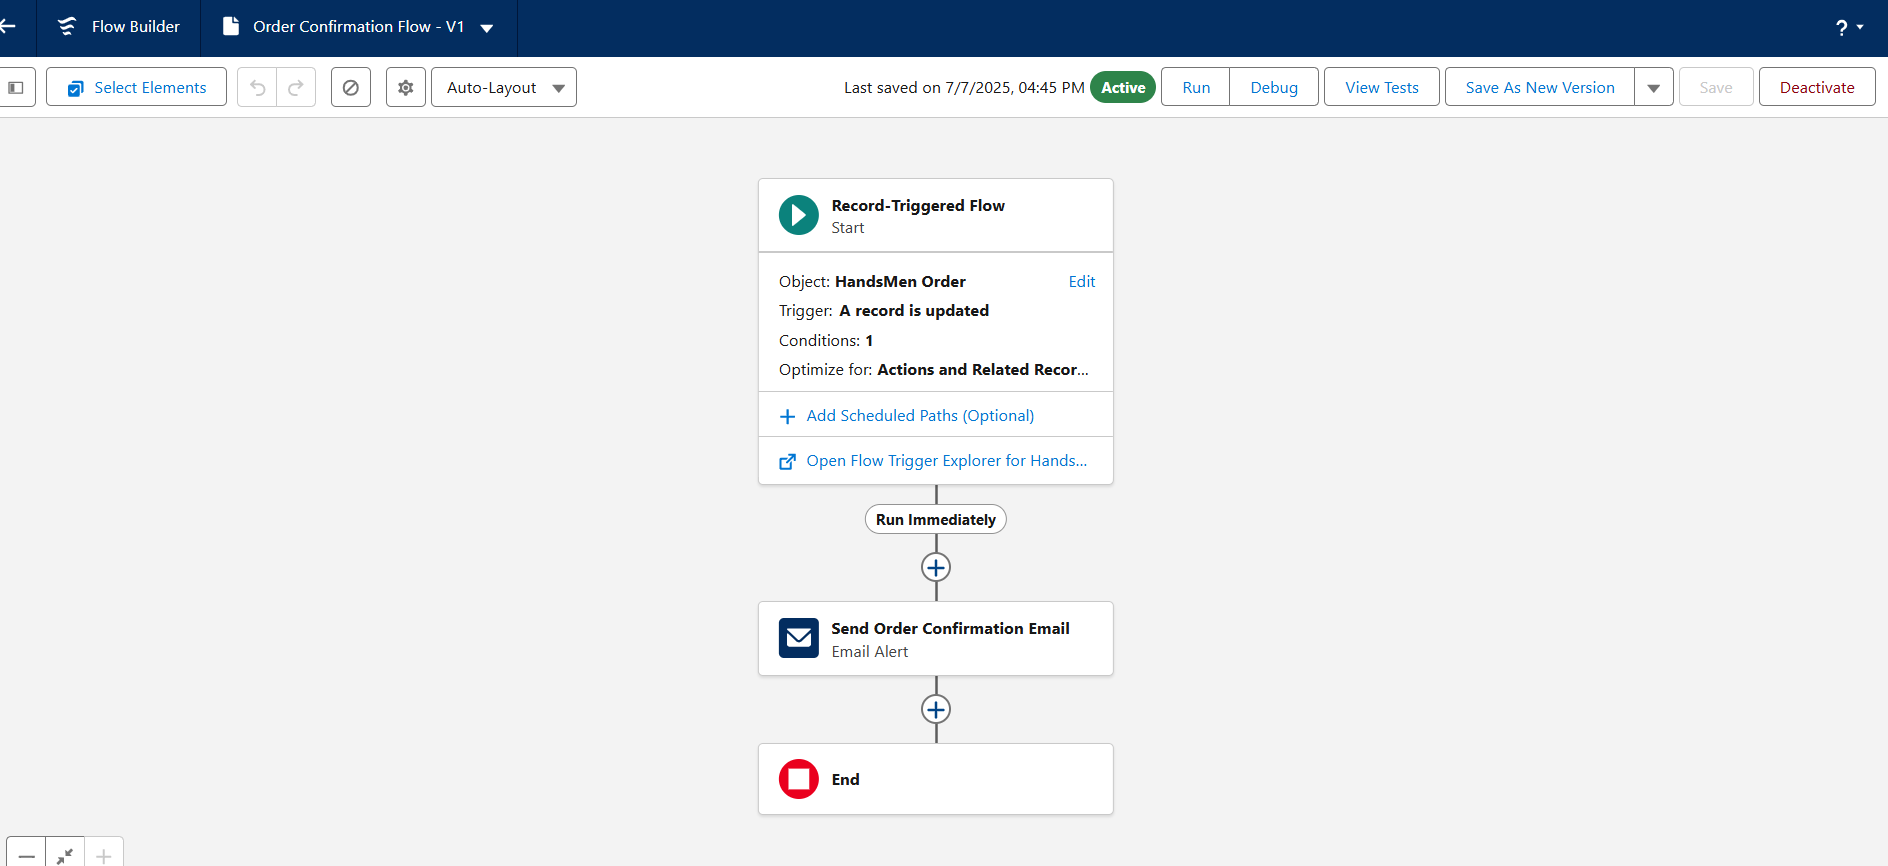 Flow Builder
Order Confirmation Flow - V1
?
Select Elements
Auto-Layout
Last saved on 7/7/2025, 04:45 PM
Active
Run
Debug
View Tests
Save As New Version
Save
Deactivate
Record-Triggered Flow
Start
Object: HandsMen Order
Edit
Trigger: A record is updated
Conditions: 1
Optimize for: Actions and Related Recor...
Add Scheduled Paths (Optional)
Open Flow Trigger Explorer for Hands...
Run Immediately
Send Order Confirmation Email
Email Alert
End